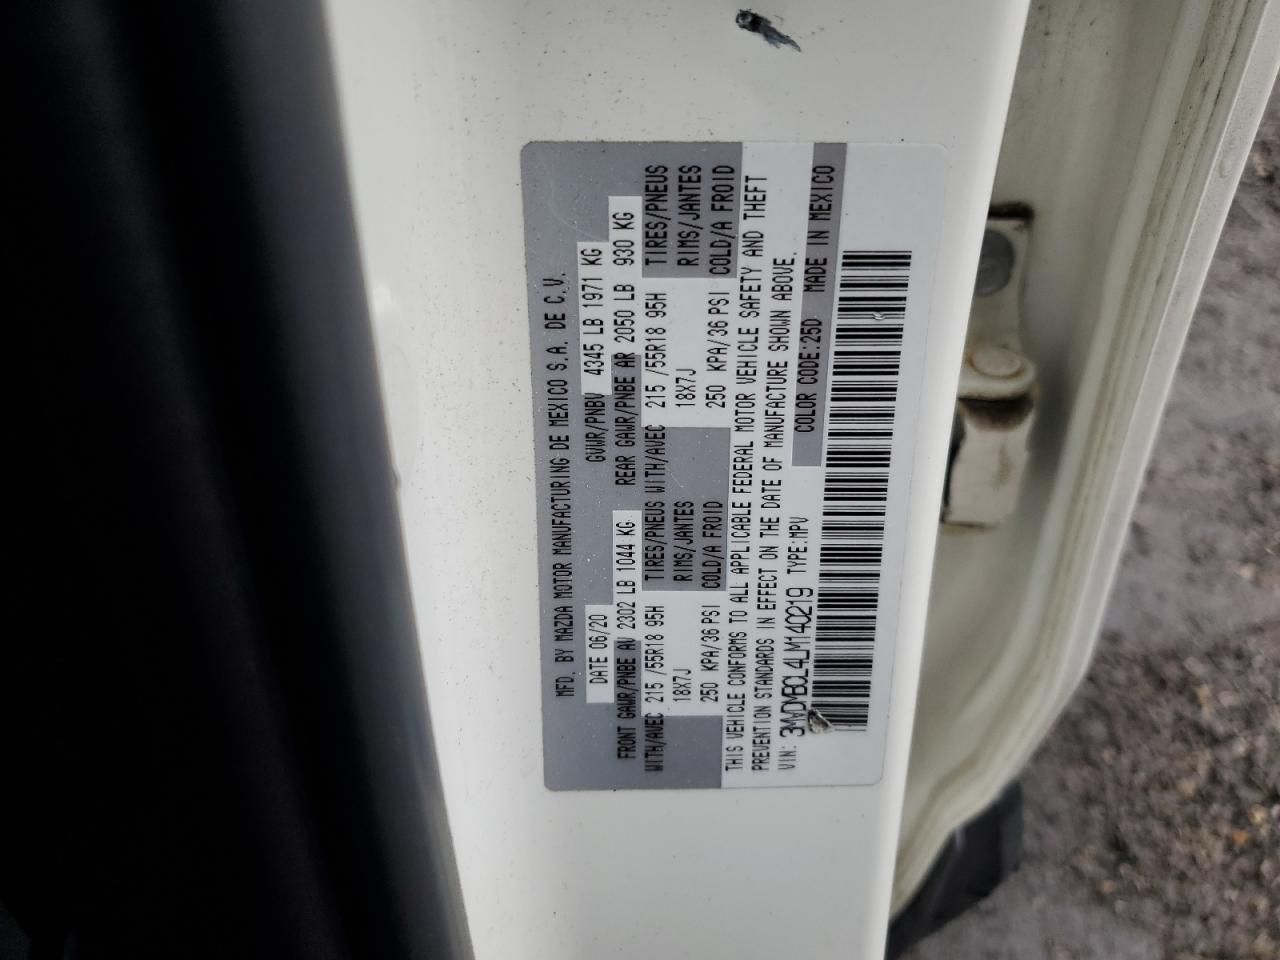 MFD. BY MAZDA MOTOR MANUFACTURING DE MEXICO S.A. DE C.V.
DATE 06/20 GVWR/PNBV 4345 LB 1971 KG
FRONT GAWR/PNBE AV 2302 LB 1044 KG REAR GAWR/PNBE AR 2050 LB 930 KG
WITH/AVEC 215 /55R18 95H TIRES/PNEUS WITH/AVEC 215 /55R18 95H TIRES/PNEUS
18X7J RIMS/JANTES 18X7J RIMS/JANTES
250 KPA/36 PSI COLD/A FROID 250 KPA/36 PSI COLD/A FROID
THIS VEHICLE CONFORMS TO ALL APPLICABLE FEDERAL MOTOR VEHICLE SAFETY AND THEFT
PREVENTION STANDARDS IN EFFECT ON THE DATE OF MANUFACTURE SHOWN ABOVE.
VIN: 3MVDMBCL4LM140219 TYPE:MPV COLOR CODE:25D MADE IN MEXICO